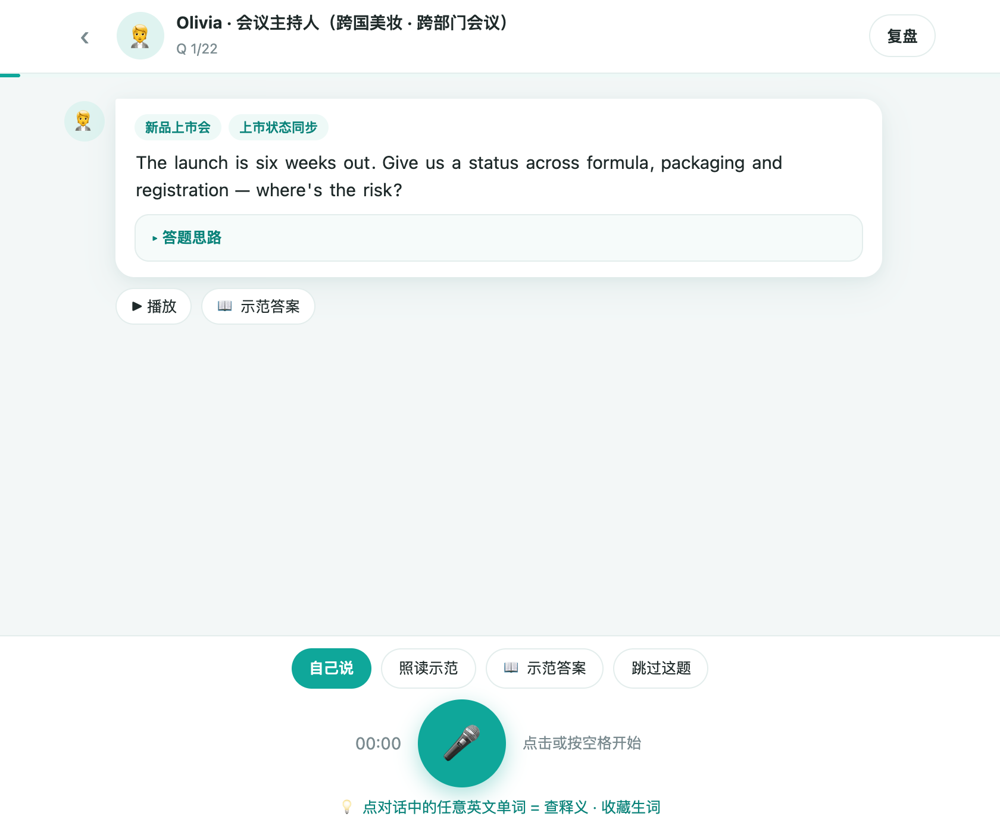 ‹
Olivia · 会议主持人（跨国美妆 · 跨部门会议）
Q 1/22
复盘
新品上市会
上市状态同步
The launch is six weeks out. Give us a status across formula, packaging and
registration — where's the risk?
▸ 答题思路
▶ 播放
📖 示范答案
自己说
照读示范
📖 示范答案
跳过这题
00:00
点击或按空格开始
💡 点对话中的任意英文单词 = 查释义 · 收藏生词